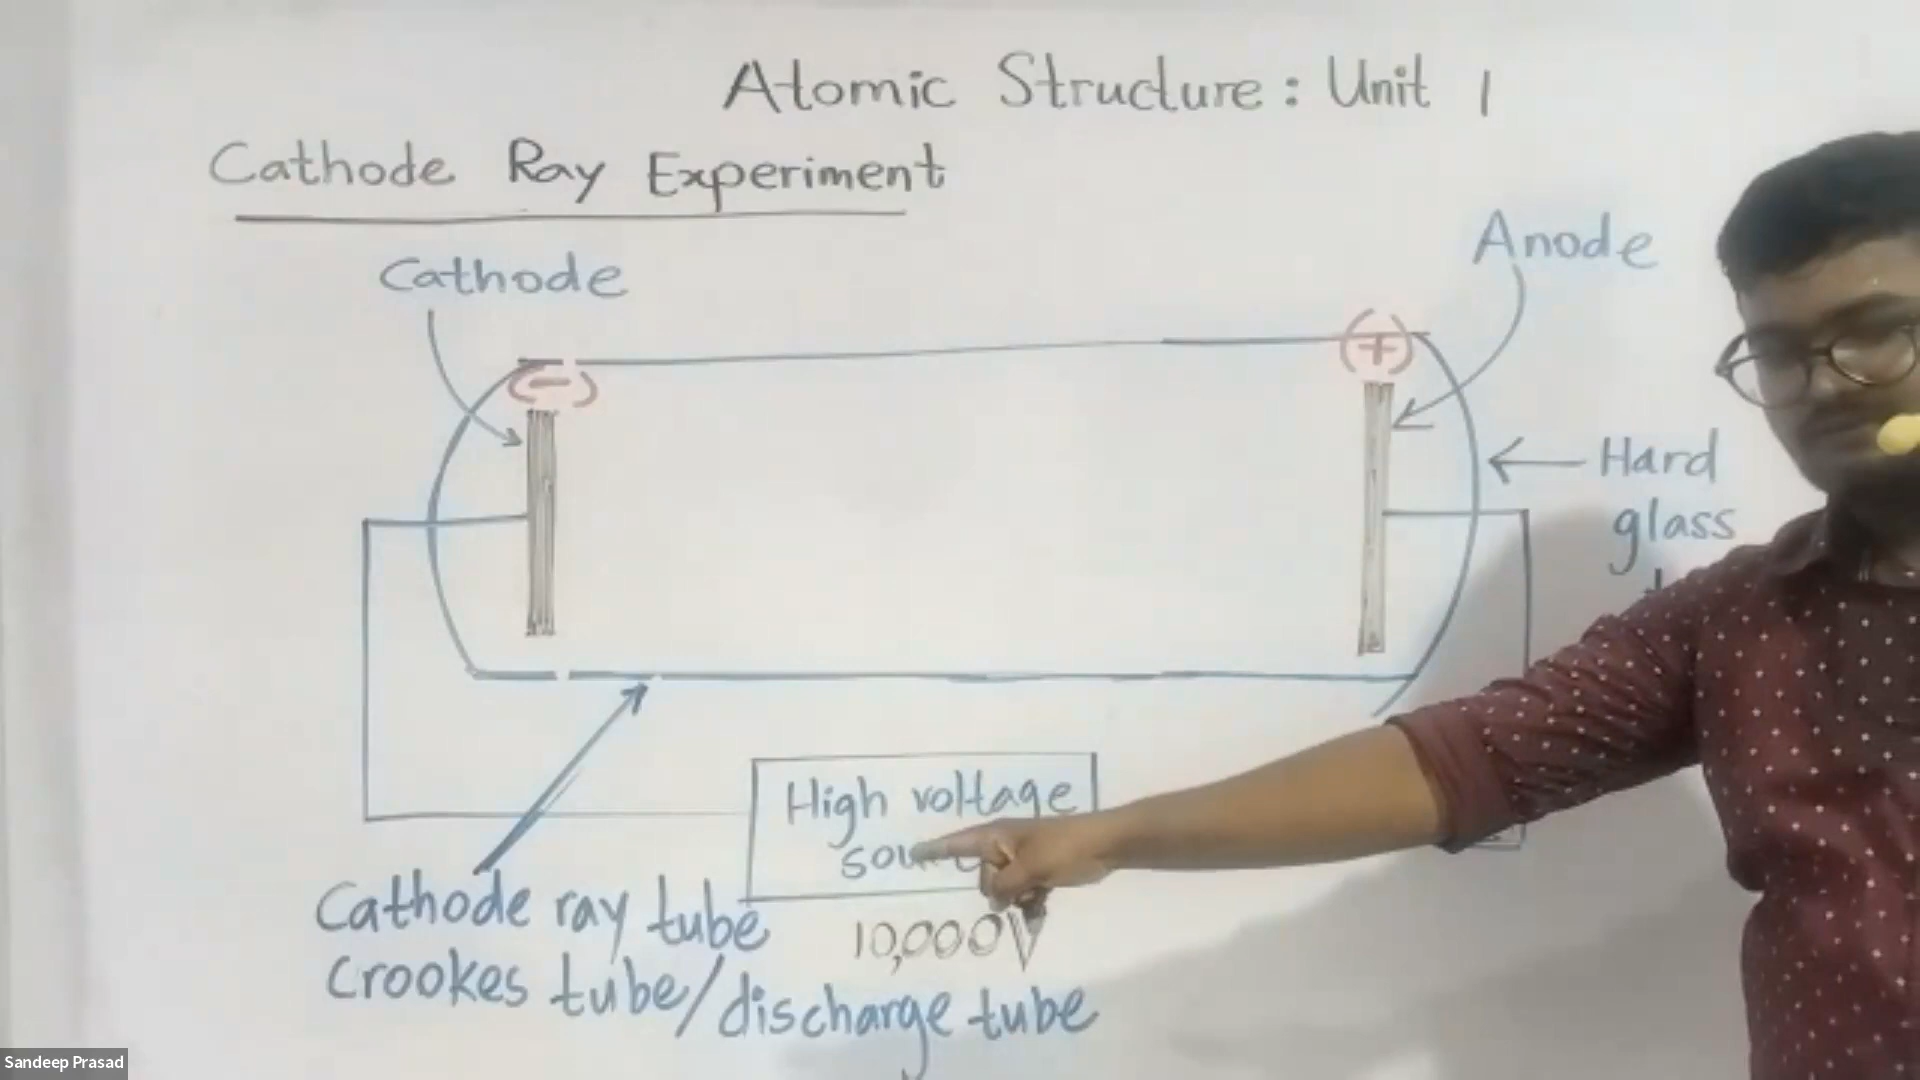 Atomic Structure: Unit 1
Cathode Ray Experiment
Cathode
Anode
(-)
(+)
Hard
glass
High voltage
10,000V
Cathode ray tube
Crookes tube/discharge tube
Sandeep Prasad